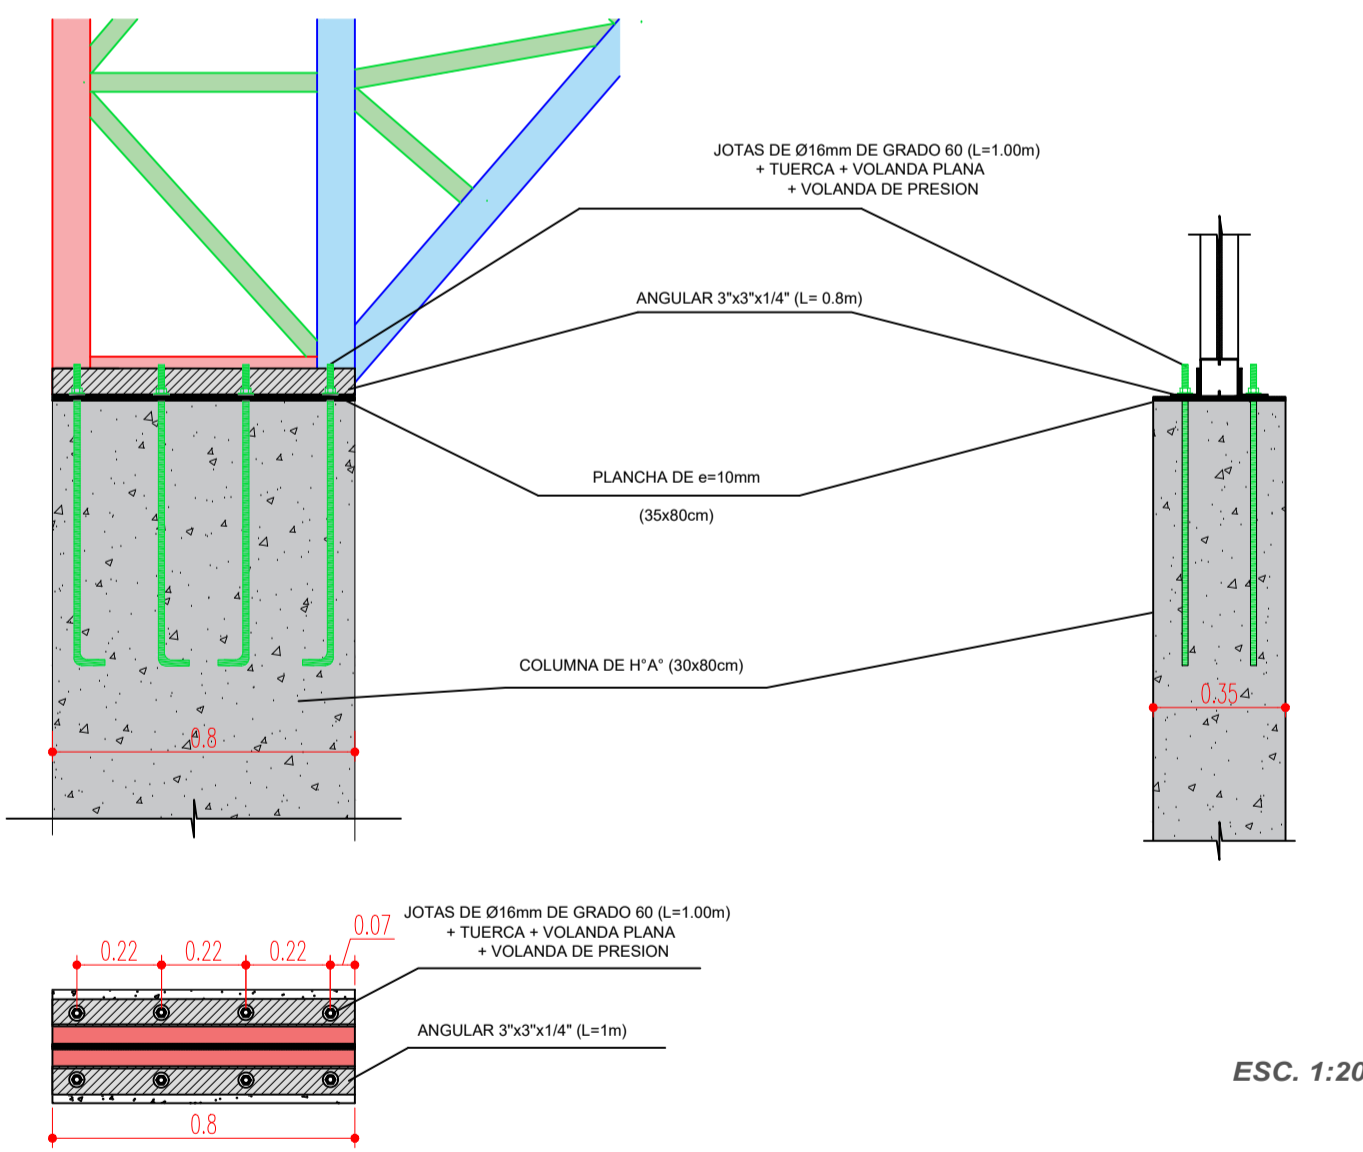 JOTAS DE Ø16mm DE GRADO 60 (L=1.00m)
+ TUERCA + VOLANDA PLANA
+ VOLANDA DE PRESION
ANGULAR 3"x3"x1/4" (L= 0.8m)
PLANCHA DE e=10mm
(35x80cm)
COLUMNA DE H°A° (30x80cm)
0.35
0.8
JOTAS DE Ø16mm DE GRADO 60 (L=1.00m)
+ TUERCA + VOLANDA PLANA
+ VOLANDA DE PRESION
0.07
0.22 0.22 0.22
ANGULAR 3"x3"x1/4" (L=1m)
0.8
ESC. 1:20